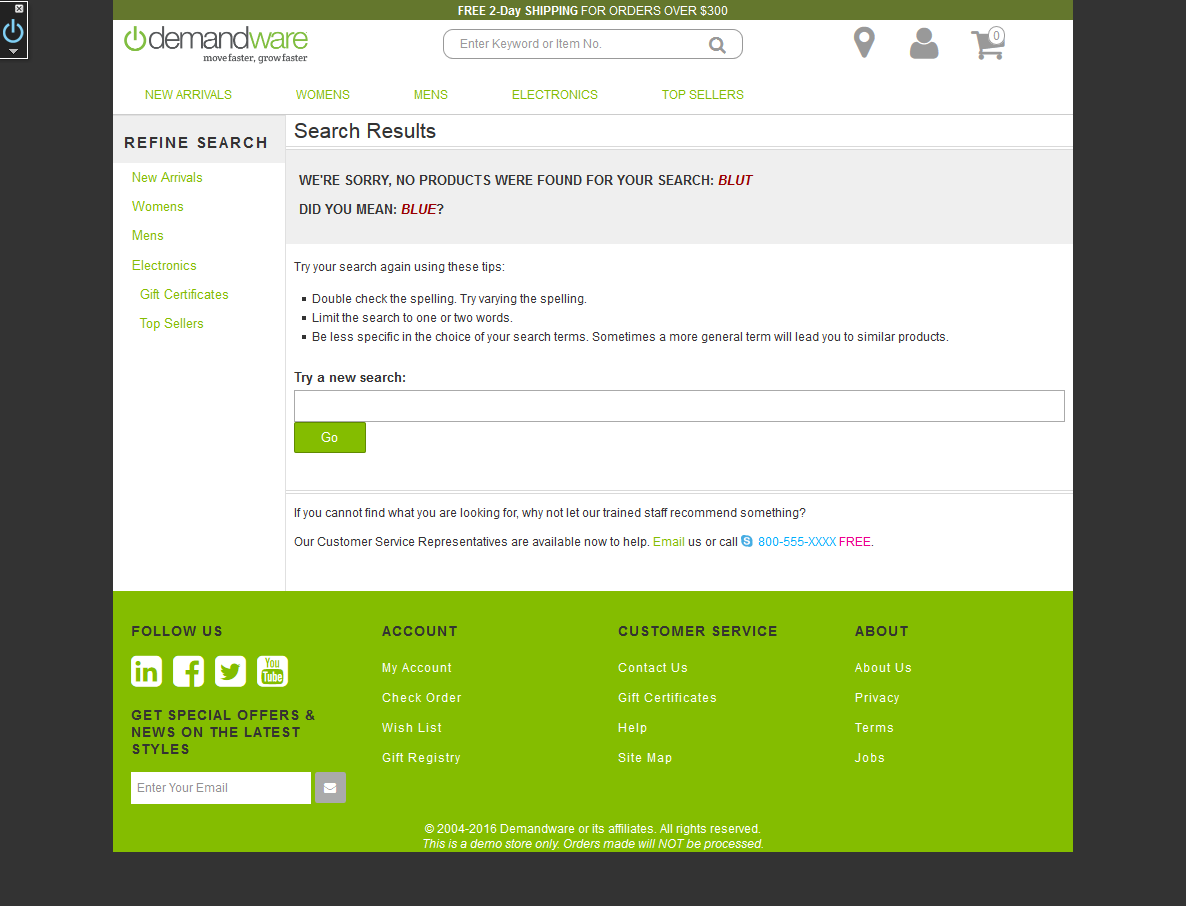 FREE 2-Day SHIPPING FOR ORDERS OVER $300
demandware
move faster, grow faster
Enter Keyword or Item No.
0
NEW ARRIVALS WOMENS MENS ELECTRONICS TOP SELLERS
REFINE SEARCH
New Arrivals
Womens
Mens
Electronics
Gift Certificates
Top Sellers
Search Results
WE'RE SORRY, NO PRODUCTS WERE FOUND FOR YOUR SEARCH: BLUT
DID YOU MEAN: BLUE?
Try your search again using these tips:
Double check the spelling. Try varying the spelling.
Limit the search to one or two words.
Be less specific in the choice of your search terms. Sometimes a more general term will lead you to similar products.
Try a new search:
Go
If you cannot find what you are looking for, why not let our trained staff recommend something?
Our Customer Service Representatives are available now to help. Email us or call 800-555-XXXX FREE.
FOLLOW US
in
You
Tube
GET SPECIAL OFFERS &
NEWS ON THE LATEST
STYLES
Enter Your Email
ACCOUNT
My Account
Check Order
Wish List
Gift Registry
CUSTOMER SERVICE
Contact Us
Gift Certificates
Help
Site Map
ABOUT
About Us
Privacy
Terms
Jobs
© 2004-2016 Demandware or its affiliates. All rights reserved.
This is a demo store only. Orders made will NOT be processed.